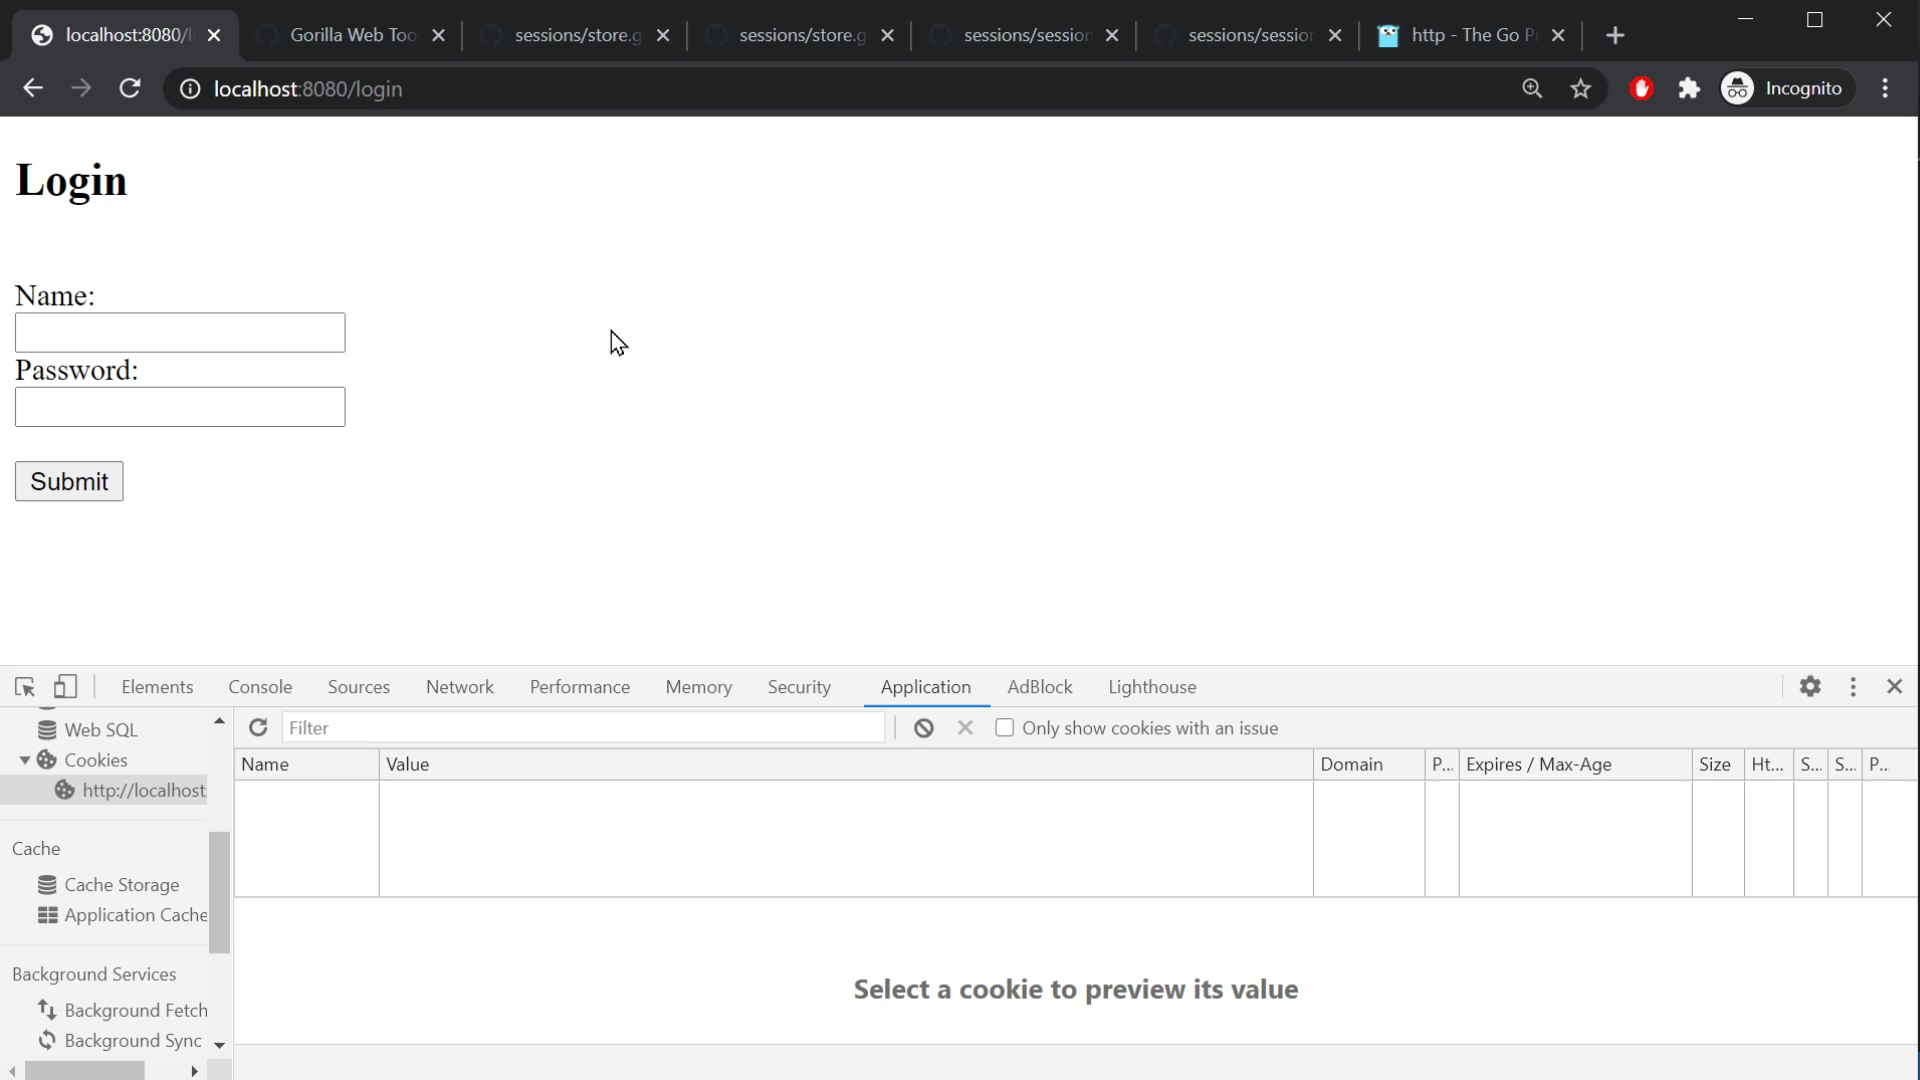 localhost:8080/l
Gorilla Web Too
sessions/store.g
sessions/store.g
sessions/session
sessions/session
http - The Go P
localhost:8080/login
Incognito
Login
Name:
Password:
Submit
Elements
Console
Sources
Network
Performance
Memory
Security
Application
AdBlock
Lighthouse
Web SQL
Cookies
http://localhost
Cache
Cache Storage
Application Cache
Background Services
Background Fetch
Background Sync
Filter
Only show cookies with an issue
Name
Value
Domain
P...
Expires / Max-Age
Size
Ht...
S...
S...
P...
Select a cookie to preview its value